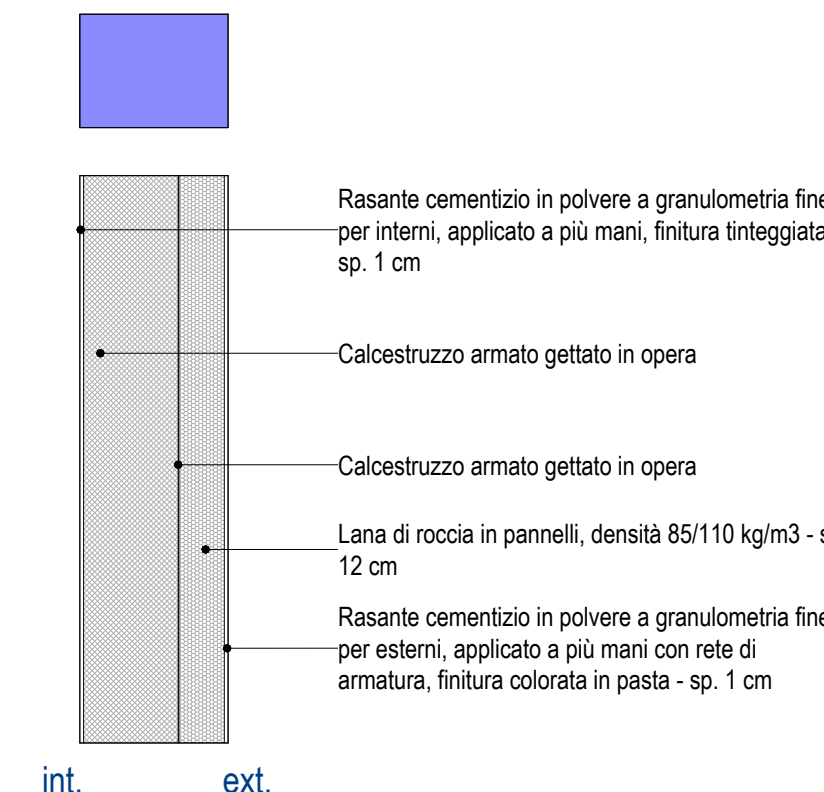 Rasante cementizio in polvere a granulometria fine
per interni, applicato a più mani, finitura tinteggiata
sp. 1 cm
Calcestruzzo armato gettato in opera
Calcestruzzo armato gettato in opera
Lana di roccia in pannelli, densità 85/110 kg/m3 -
12 cm
Rasante cementizio in polvere a granulometria fine
per esterni, applicato a più mani con rete di
armatura, finitura colorata in pasta - sp. 1 cm
int.
ext.